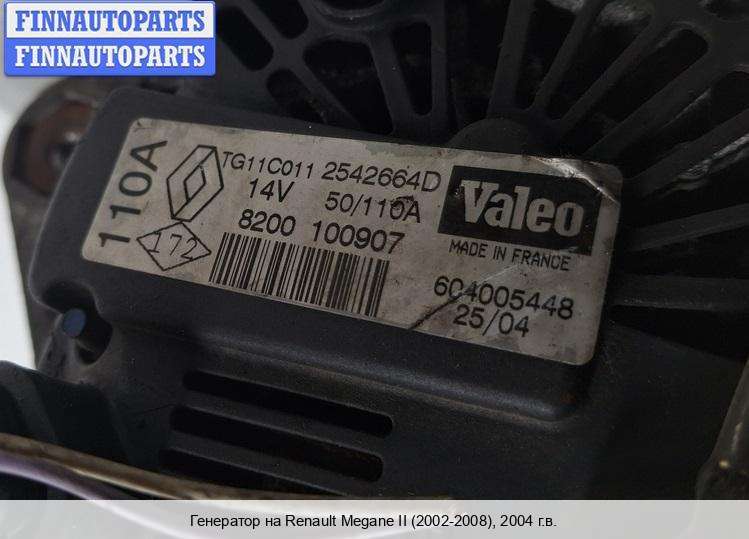 FINNAUTOPARTS
FINNAUTOPARTS
110A
TG11C011 2542664D
14V 50/110A
8200 100907
172
Valeo
MADE IN FRANCE
604005448
25/04
Генератор на Renault Megane II (2002-2008), 2004 г.в.